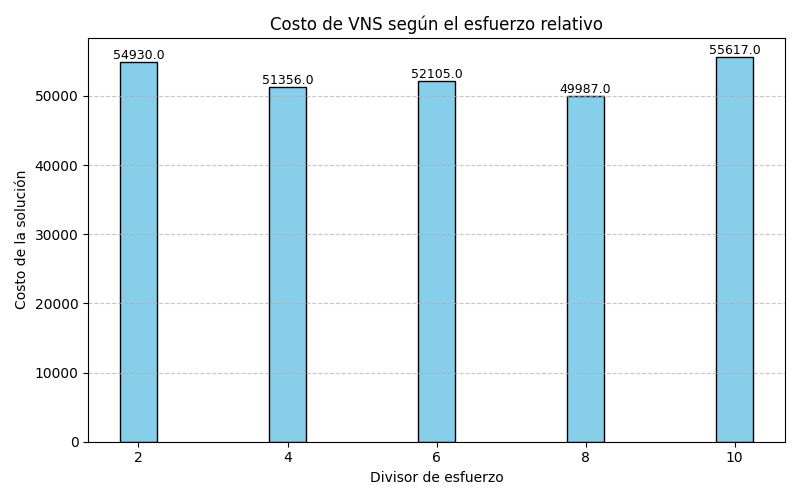 Costo de VNS según el esfuerzo relativo
54930.0
51356.0
52105.0
49987.0
55617.0
50000
40000
30000
20000
10000
0
Costo de la solución
2 4 6 8 10
Divisor de esfuerzo